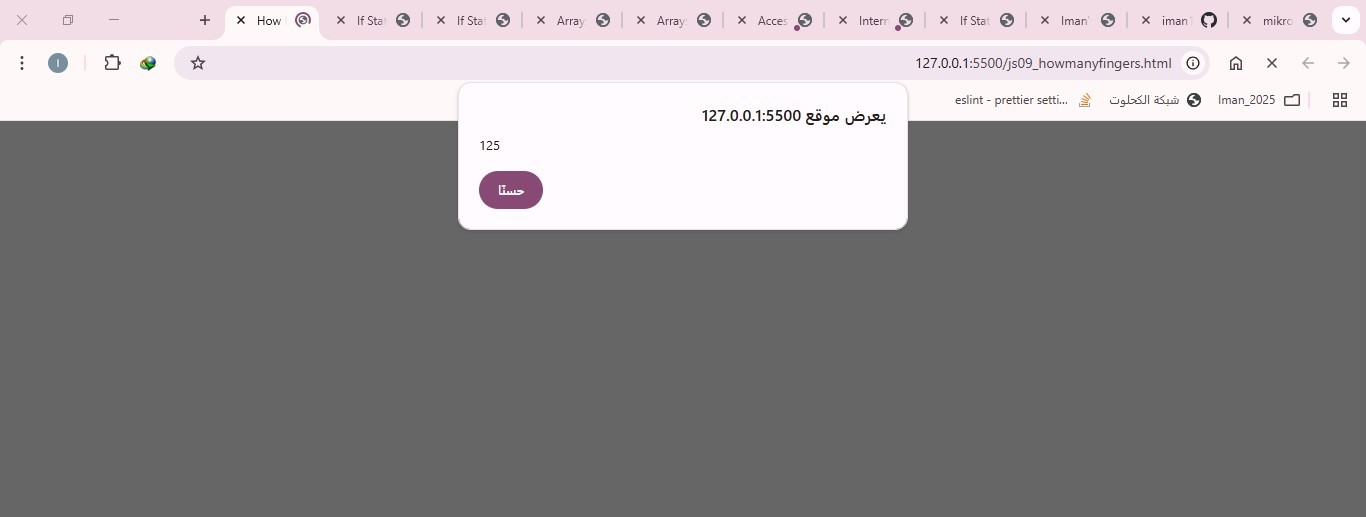 How
If Stat
If Stat
Array
Array
Acces
Intern
If Stat
Iman'
iman
mikro
127.0.0.1:5500/js09_howmanyfingers.html
I
eslint - prettier setti...
شبكة الكحلوت
Iman_2025
يعرض موقع 127.0.0.1:5500
125
حسنًا